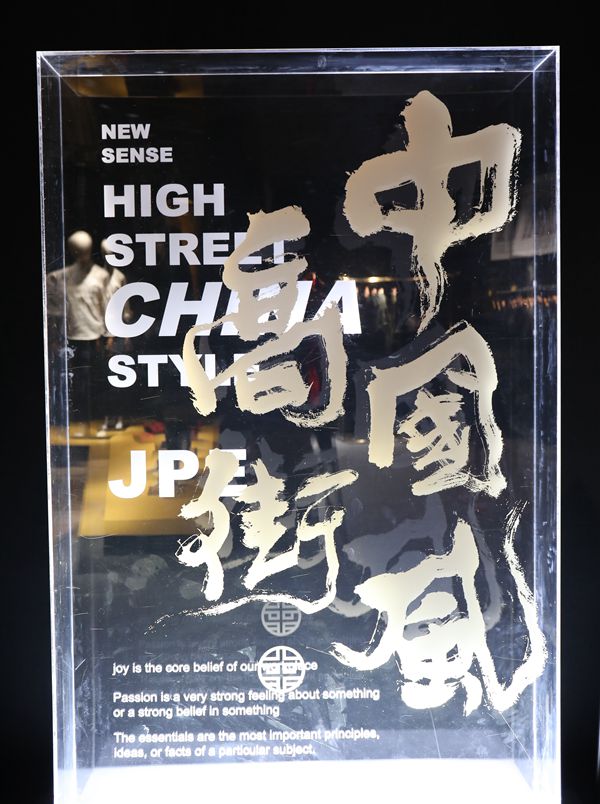 NEW
SENSE
HIGH
STREET
CHINA
STYLE
JPE
中國風
高街
joy is the core belief of our workplace
Passion is a very strong feeling about something
or a strong belief in something
The essentials are the most important principles,
ideas, or facts of a particular subject.